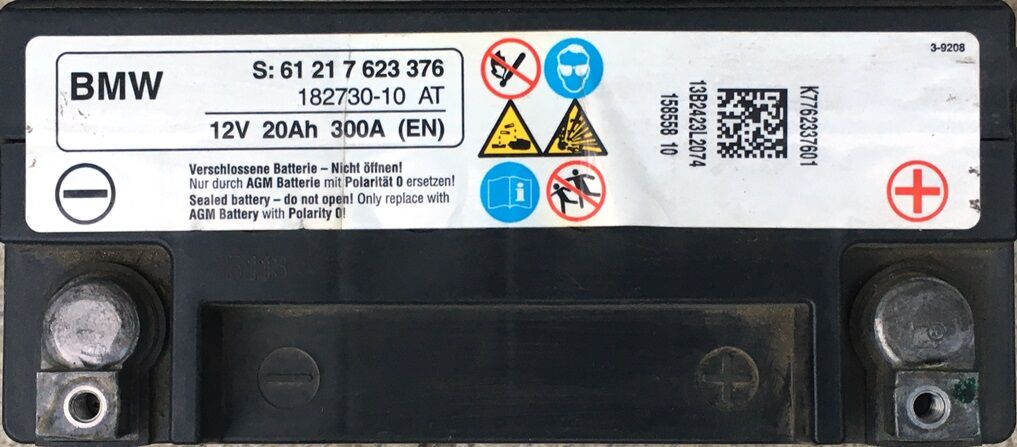 BMW
S: 61 21 7 623 376
182730-10 AT
12V 20Ah 300A (EN)
Verschlossene Batterie – Nicht öffnen!
Nur durch AGM Batterie mit Polarität 0 ersetzen!
Sealed battery – do not open! Only replace with
AGM Battery with Polarity 0!
3-9208
K7762337601
13B2423L2074
158558 10